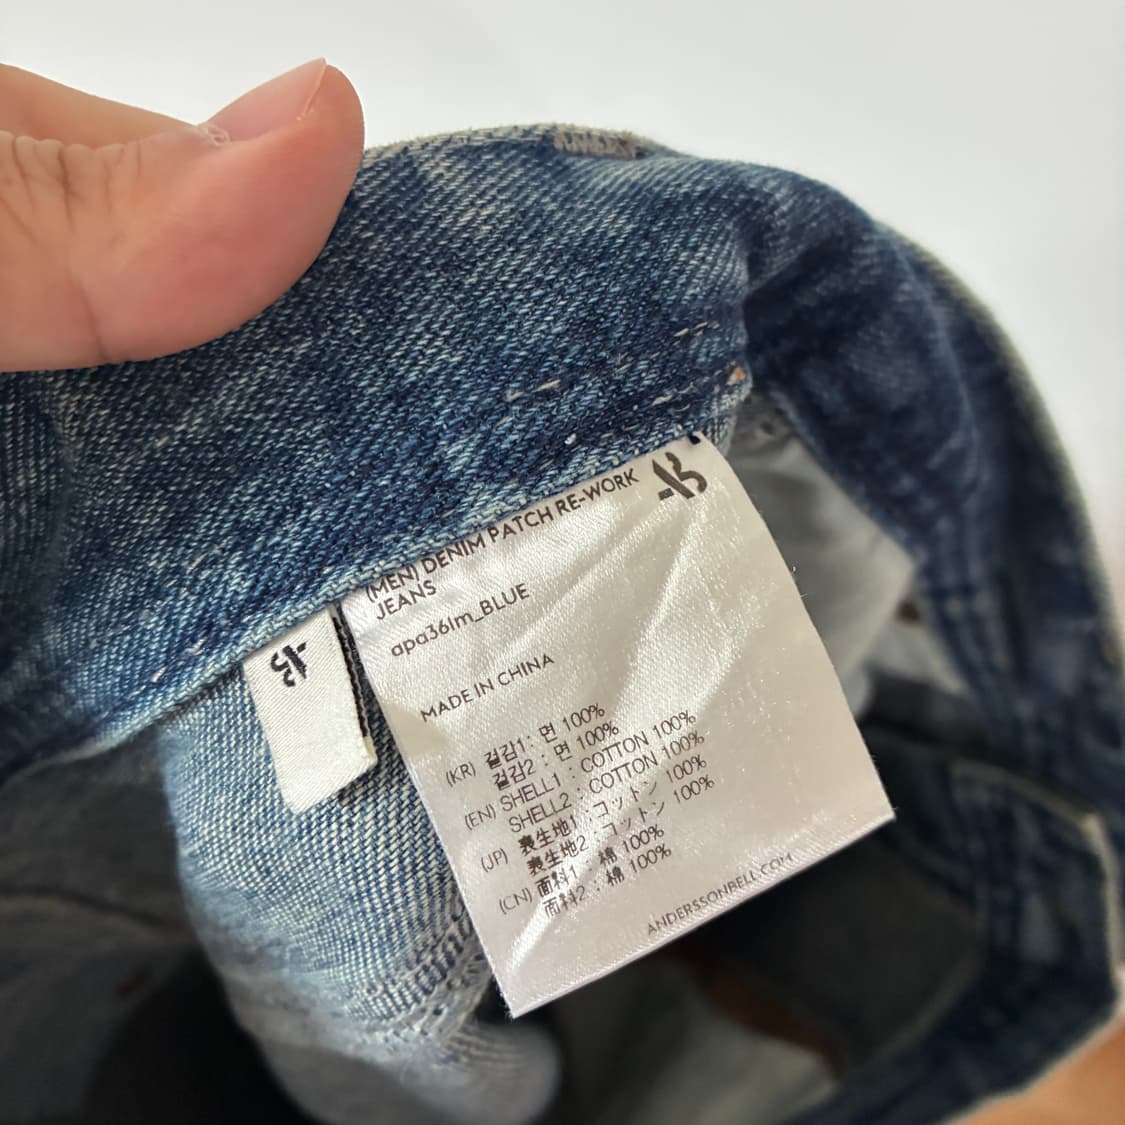 (MEN) DENIM PATCH RE-WORK
JEANS
apa361m_BLUE
MADE IN CHINA
(KR) 겉감1 : 면 100%
겉감2 : 면 100%
(EN) SHELL1 : COTTON 100%
SHELL2 : COTTON 100%
(JP) 表生地1 : コットン 100%
表生地2 : コットン 100%
(CN) 面料1 : 棉 100%
面料2 : 棉 100%
ANDERSSONBELL.COM